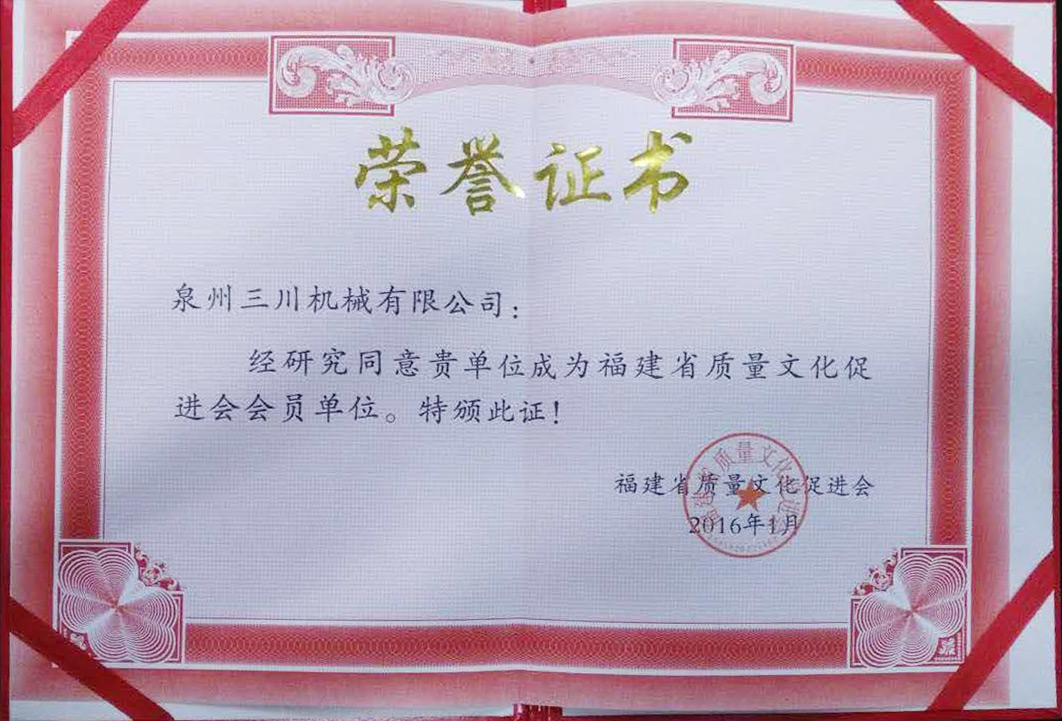 荣誉证书
泉州三川机械有限公司：
经研究同意贵单位成为福建省质量文化促
进会会员单位。特颁此证！
福建省质量文化促进会
2016年1月